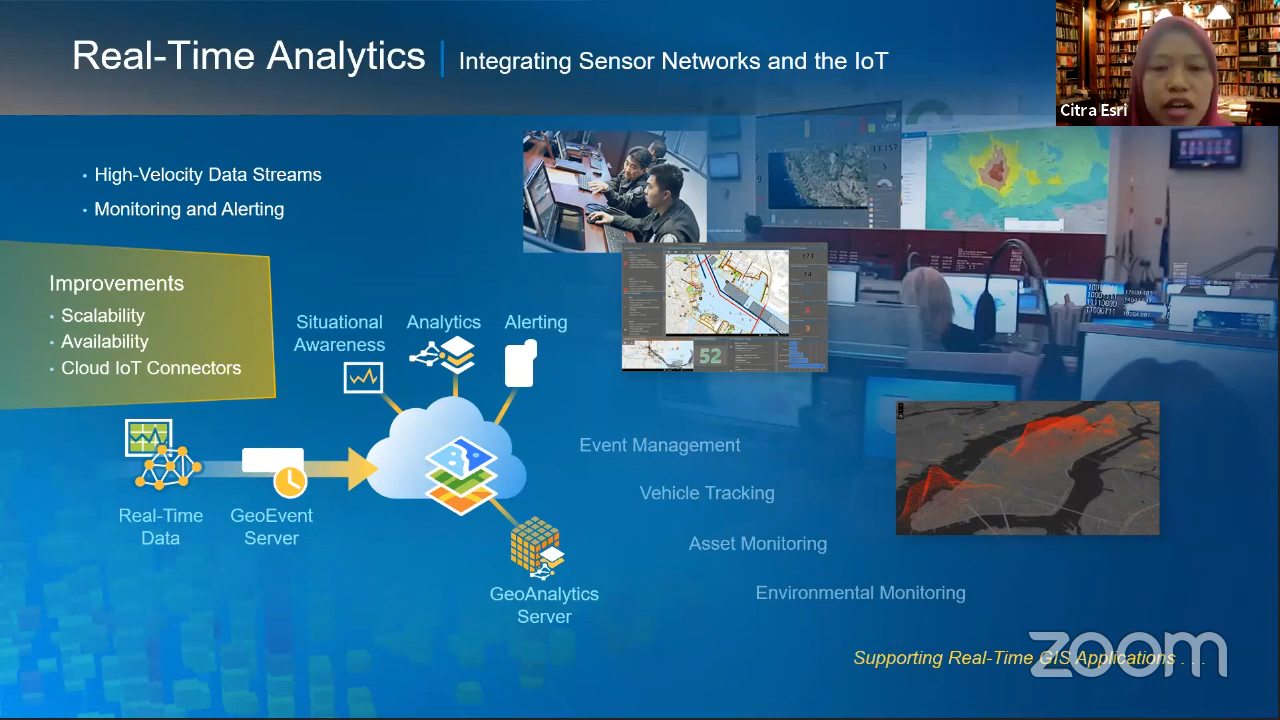 Real-Time Analytics | Integrating Sensor Networks and the IoT
Citra Esri
• High-Velocity Data Streams
• Monitoring and Alerting
Improvements
• Scalability
• Availability
• Cloud IoT Connectors
Situational
Awareness
Analytics
Alerting
52
Real-Time
Data
GeoEvent
Server
GeoAnalytics
Server
Event Management
Vehicle Tracking
Asset Monitoring
Environmental Monitoring
Supporting Real-Time GIS Applications . . .
zoom